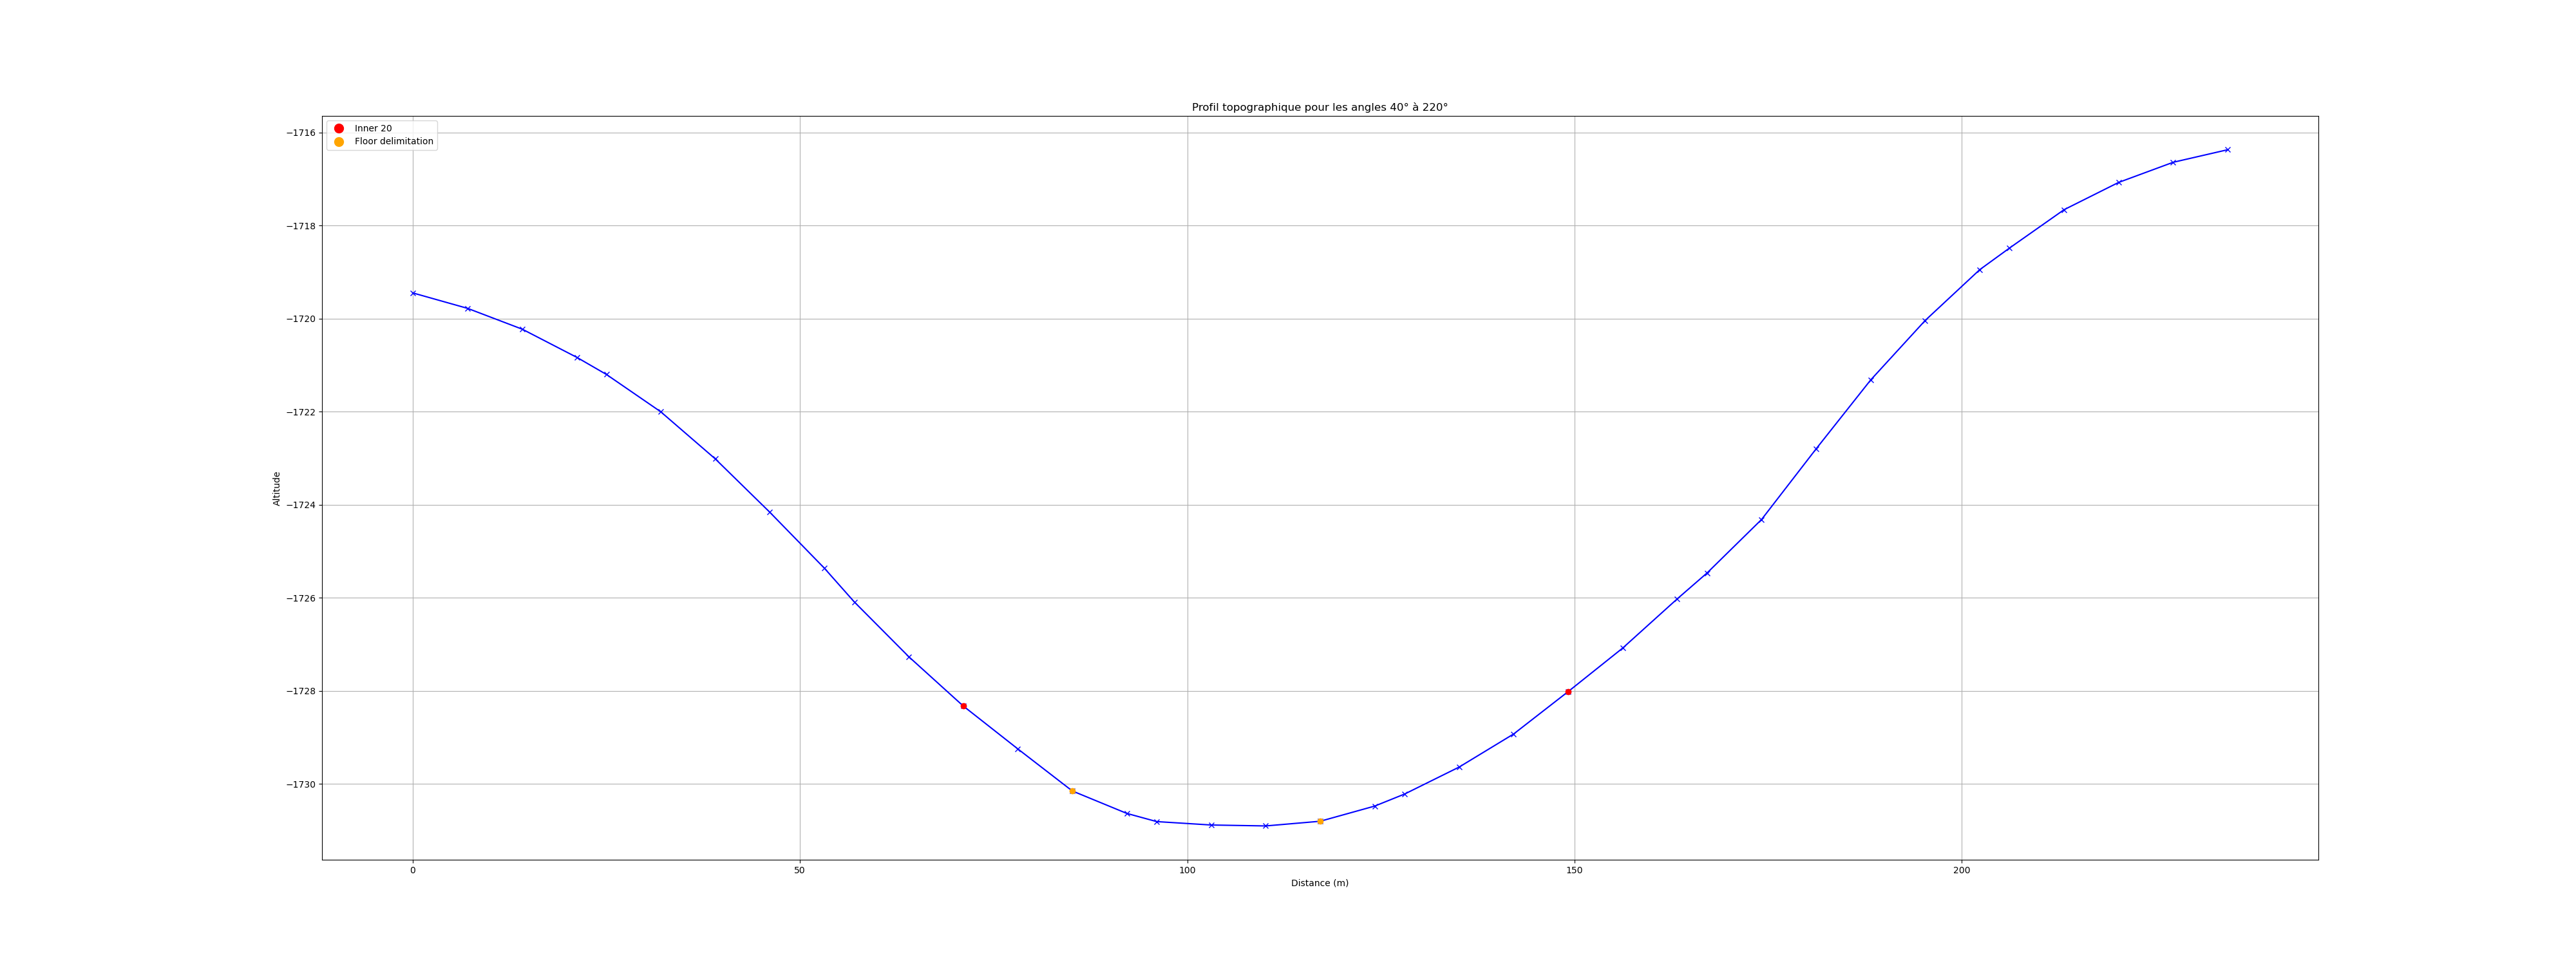 Profil topographique pour les angles 40° à 220°
Inner 20
Floor delimitation
−1716
−1718
−1720
−1722
−1724
−1726
−1728
−1730
Altitude
0 50 100 150 200
Distance (m)